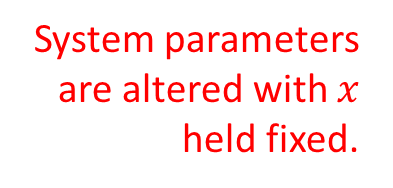 System parameters
are altered with 𝑥
held fixed.